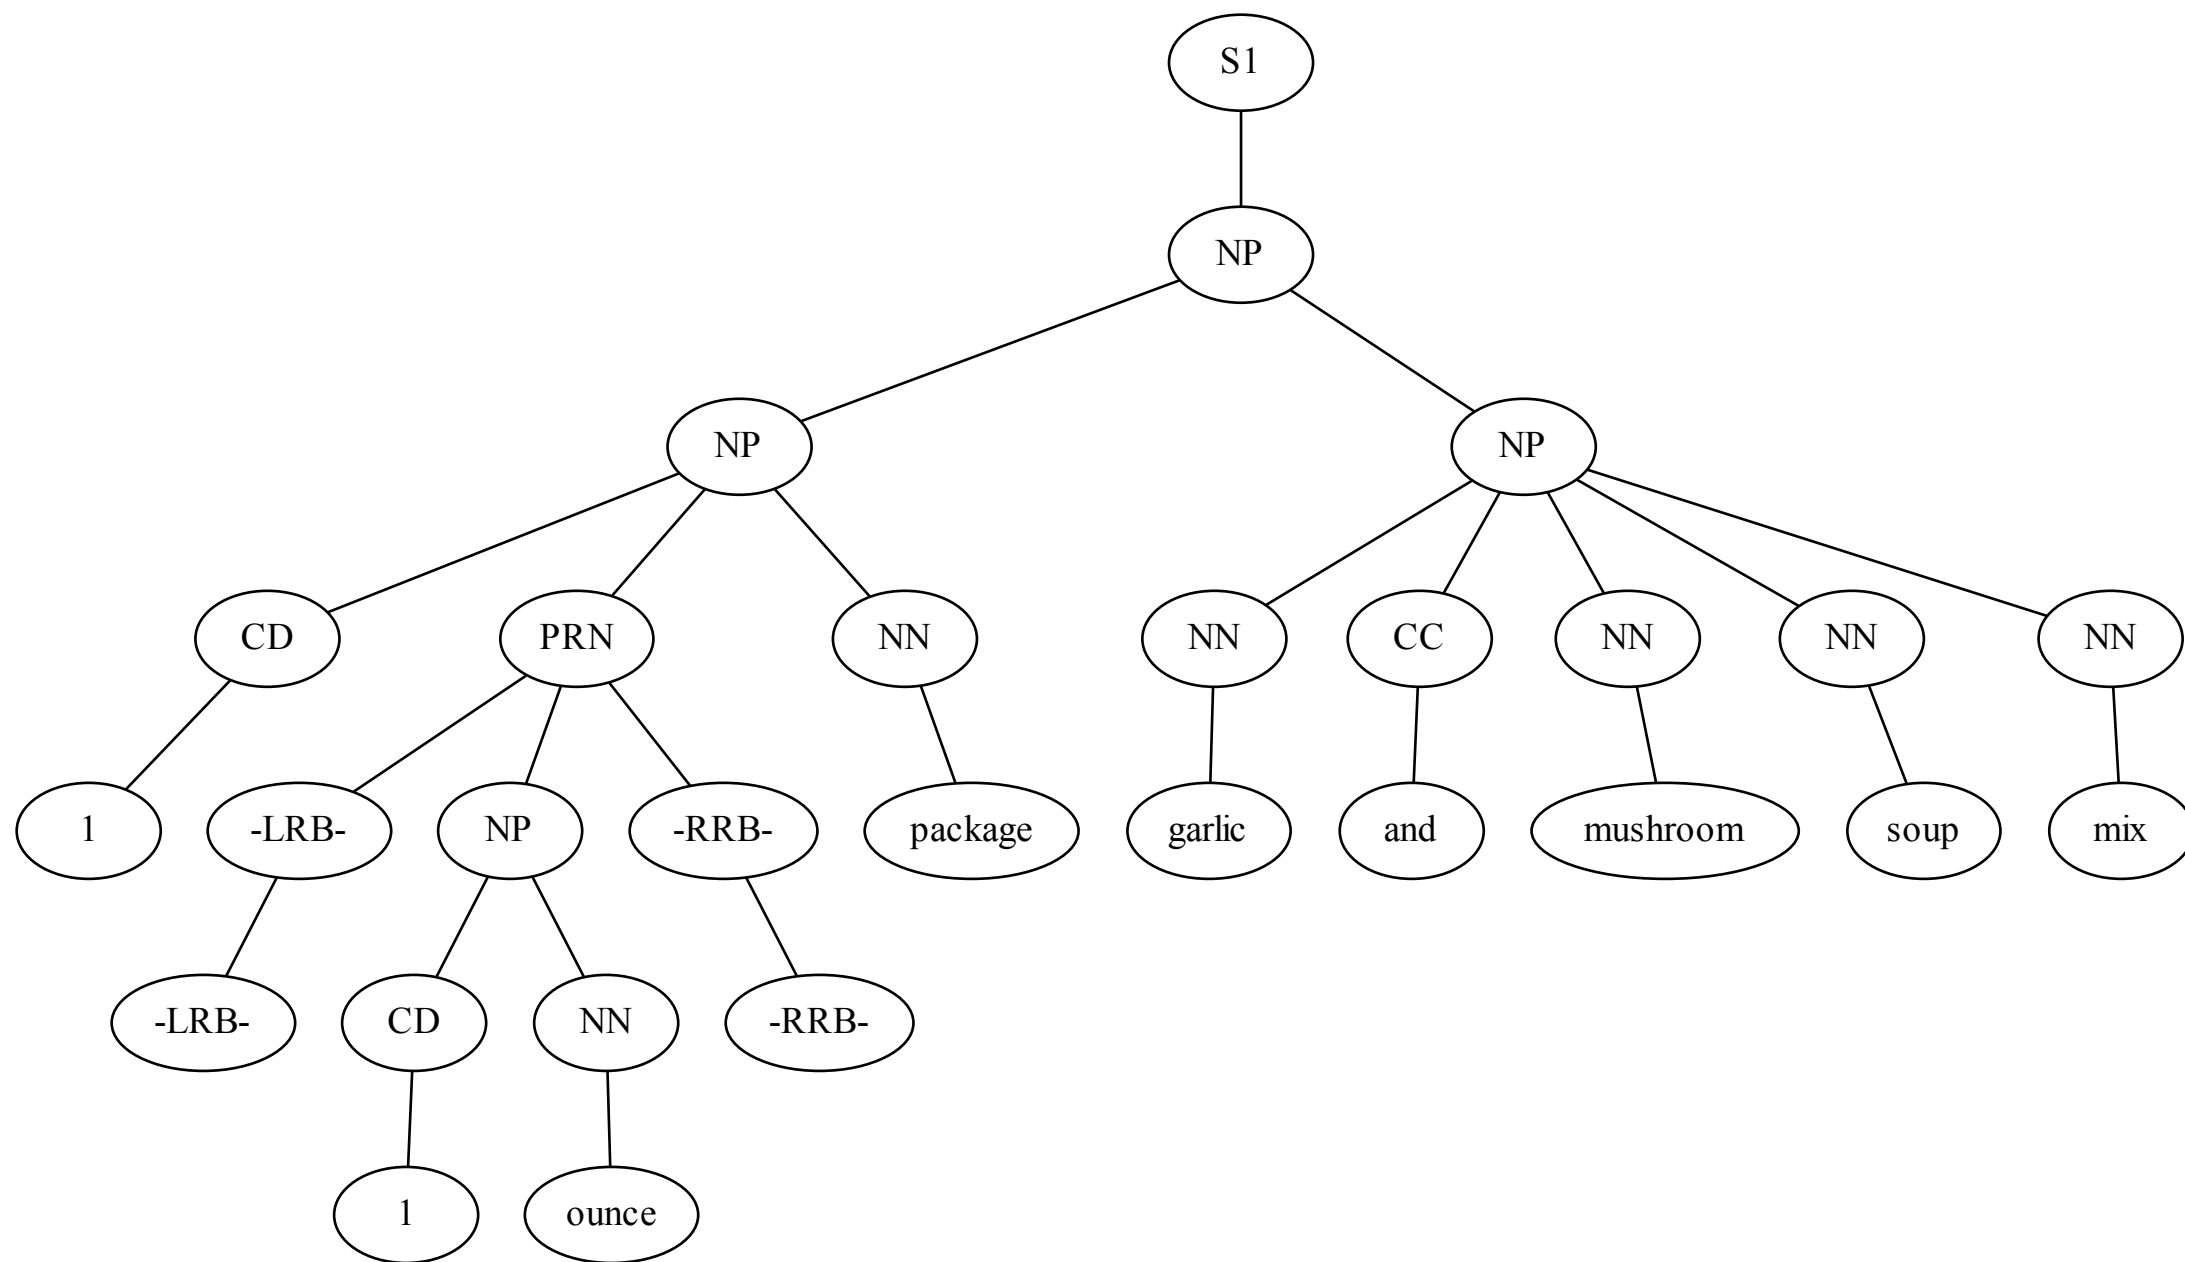 S1
NP
NP NP
CD PRN NN NN CC NN NN NN
1 -LRB- NP -RRB- package garlic and mushroom soup mix
-LRB- CD NN -RRB-
1 ounce